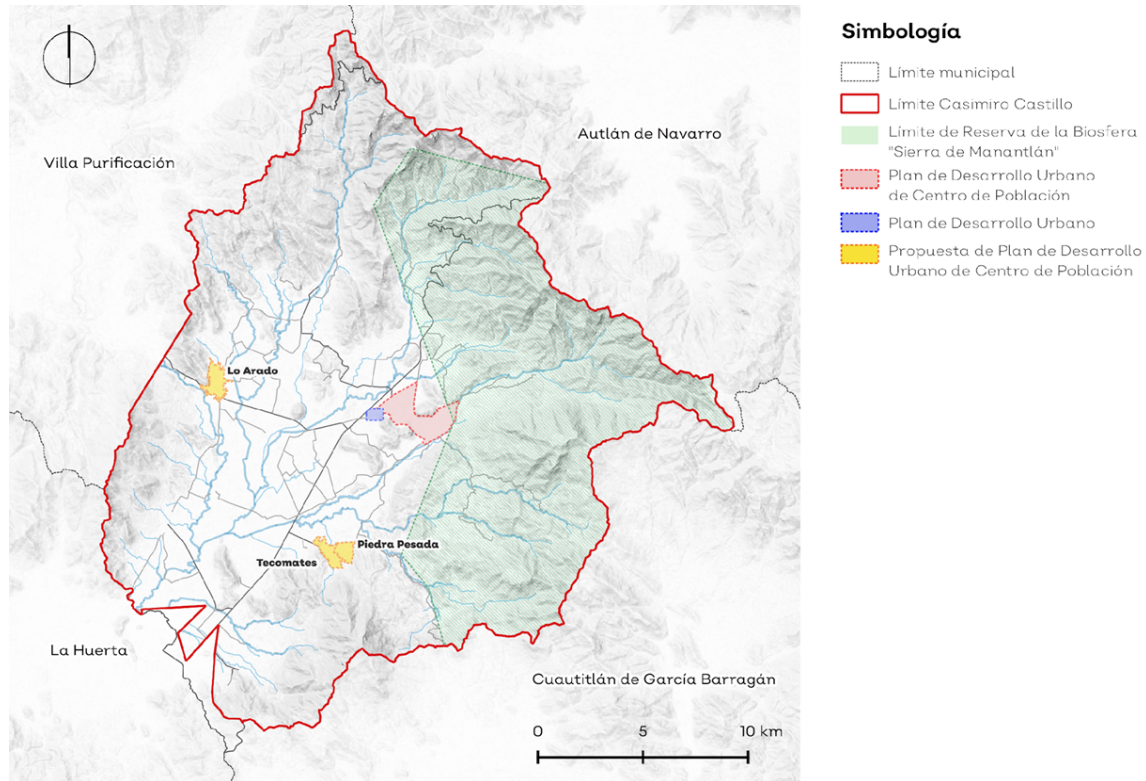 Simbología
Límite municipal
Límite Casimiro Castillo
Límite de Reserva de la Biosfera
"Sierra de Manantlán"
Plan de Desarrollo Urbano
de Centro de Población
Plan de Desarrollo Urbano
Propuesta de Plan de Desarrollo
Urbano de Centro de Población
Autlán de Navarro
Villa Purificación
Lo Arado
Piedra Pesada
Tecomates
La Huerta
Cuautitlán de García Barragán
0 5 10 km